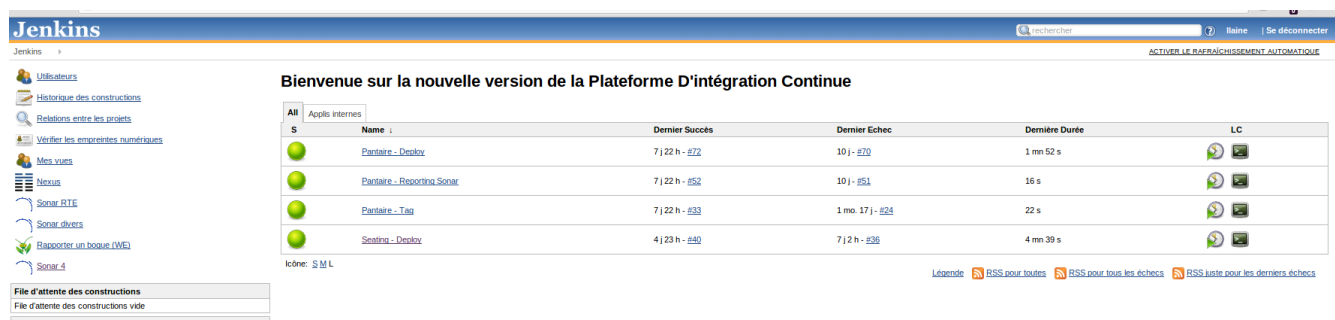 Jenkins
rechercher
llaine | Se déconnecter
Jenkins
ACTIVER LE RAFRAÎCHISSEMENT AUTOMATIQUE
Utilisateurs
Historique des constructions
Relations entre les projets
Vérifier les empreintes numériques
Mes vues
Nexus
Sonar RTE
Sonar divers
Rapporter un bogue (WE)
Sonar 4
File d'attente des constructions
File d'attente des constructions vide
Bienvenue sur la nouvelle version de la Plateforme D'intégration Continue
All Applis internes
S Name ↓ Dernier Succès Dernier Echec Dernière Durée LC
Pantaire - Deploy 7 j 22 h - #72 10 j - #70 1 mn 52 s
Pantaire - Reporting Sonar 7 j 22 h - #52 10 j - #51 16 s
Pantaire - Tag 7 j 22 h - #33 1 mo. 17 j - #24 22 s
Seating - Deploy 4 j 23 h - #40 7 j 2 h - #36 4 mn 39 s
Icône: S M L
Légende RSS pour toutes RSS pour tous les échecs RSS juste pour les derniers échecs